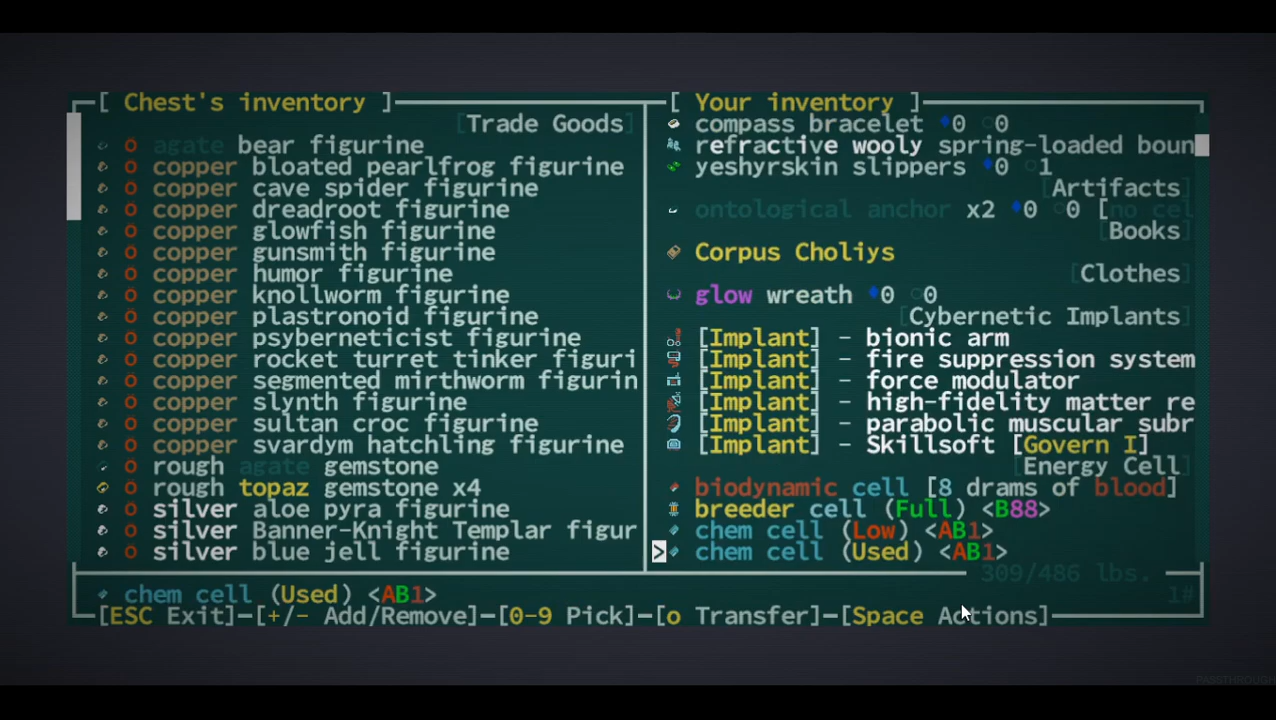 [ Chest's inventory ]
[Trade Goods]
ö agate bear figurine
ö copper bloated pearlfrog figurine
ö copper cave spider figurine
ö copper dreadroot figurine
ö copper glowfish figurine
ö copper gunsmith figurine
ö copper humor figurine
ö copper knollworm figurine
ö copper plastronoid figurine
ö copper psyberneticist figurine
ö copper rocket turret tinker figuri
ö copper segmented mirthworm figurin
ö copper slynth figurine
ö copper sultan croc figurine
ö copper svardym hatchling figurine
ö rough agate gemstone
ö rough topaz gemstone x4
ö silver aloe pyra figurine
ö silver Banner-Knight Templar figur
ö silver blue jell figurine
[ Your inventory ]
compass bracelet ♦0 ○0
refractive wooly spring-loaded boun
yeshyrskin slippers ♦0 ○1
[Artifacts]
ontological anchor x2 ♦0 ○0 [no cel
[Books]
Corpus Choliys
[Clothes]
glow wreath ♦0 ○0
[Cybernetic Implants]
[Implant] - bionic arm
[Implant] - fire suppression system
[Implant] - force modulator
[Implant] - high-fidelity matter re
[Implant] - parabolic muscular subr
[Implant] - Skillsoft [Govern I]
[Energy Cell]
biodynamic cell [8 drams of blood]
breeder cell (Full) <B88>
chem cell (Low) <AB1>
> chem cell (Used) <AB1>
309/486 lbs.
chem cell (Used) <AB1>
1#
[ESC Exit]-[+/- Add/Remove]-[0-9 Pick]-[o Transfer]-[Space Actions]
PASSTHROUGH